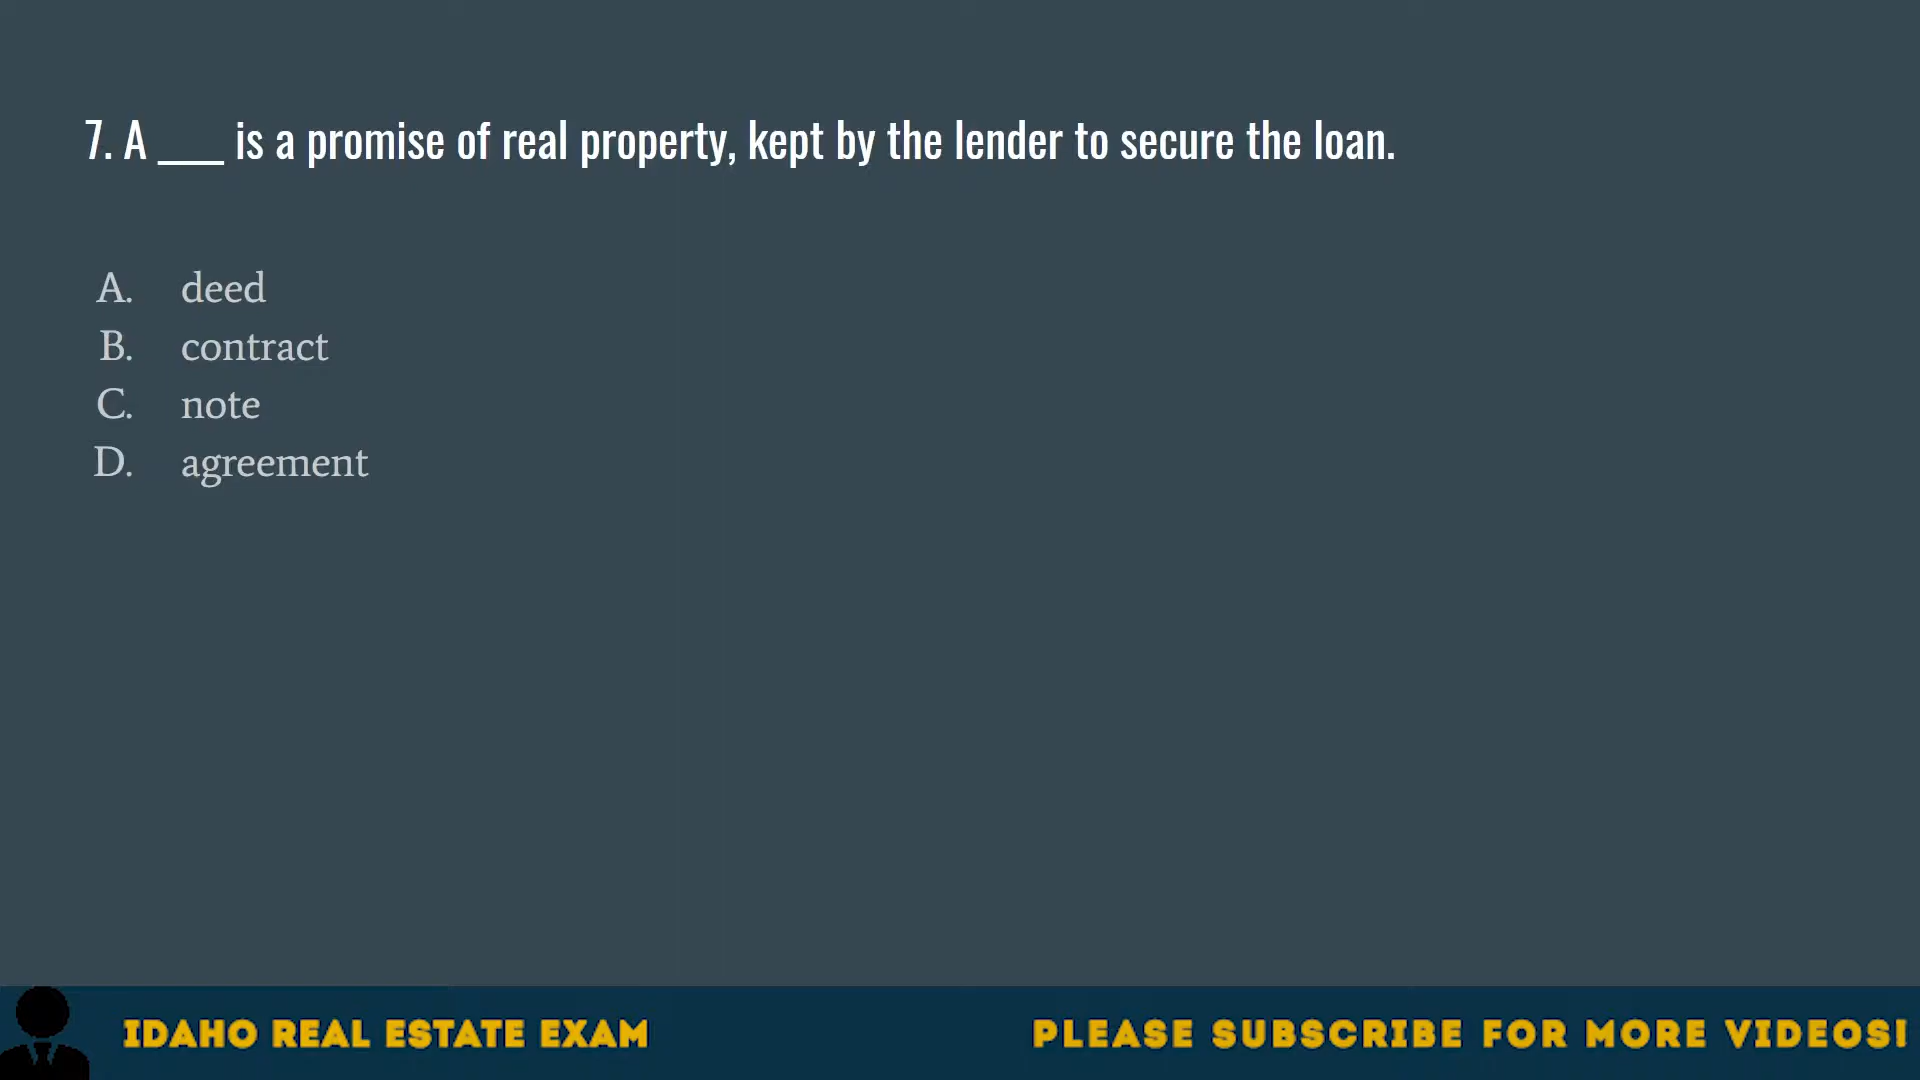 7. A ___ is a promise of real property, kept by the lender to secure the loan.
A. deed
B. contract
C. note
D. agreement
IDAHO REAL ESTATE EXAM
PLEASE SUBSCRIBE FOR MORE VIDEOS!